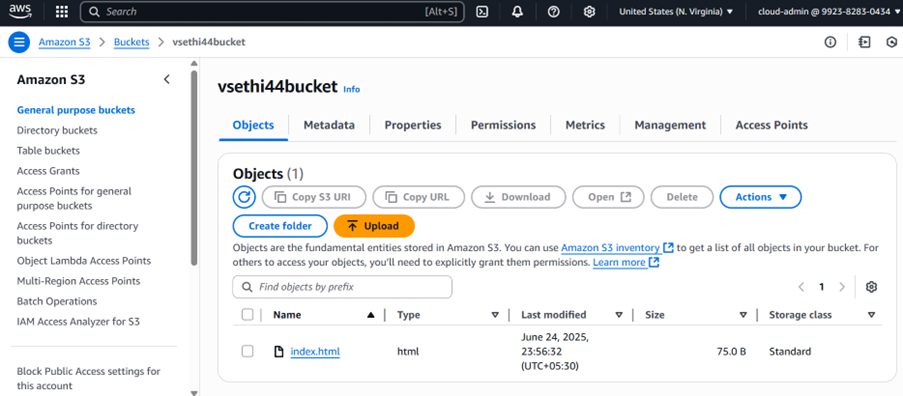 aws
Search [Alt+S] United States (N. Virginia) cloud-admin @ 9923-8283-0434
Amazon S3 > Buckets > vsethi44bucket
Amazon S3
General purpose buckets
Directory buckets
Table buckets
Access Grants
Access Points for general
purpose buckets
Access Points for directory
buckets
Object Lambda Access Points
Multi-Region Access Points
Batch Operations
IAM Access Analyzer for S3
Block Public Access settings for
this account
vsethi44bucket Info
Objects Metadata Properties Permissions Metrics Management Access Points
Objects (1)
Copy S3 URI Copy URL Download Open Delete Actions
Create folder Upload
Objects are the fundamental entities stored in Amazon S3. You can use Amazon S3 inventory to get a list of all objects in your bucket. For
others to access your objects, you'll need to explicitly grant them permissions. Learn more
Find objects by prefix 1
Name Type Last modified Size Storage class
index.html html June 24, 2025, 75.0 B Standard
23:56:32
(UTC+05:30)